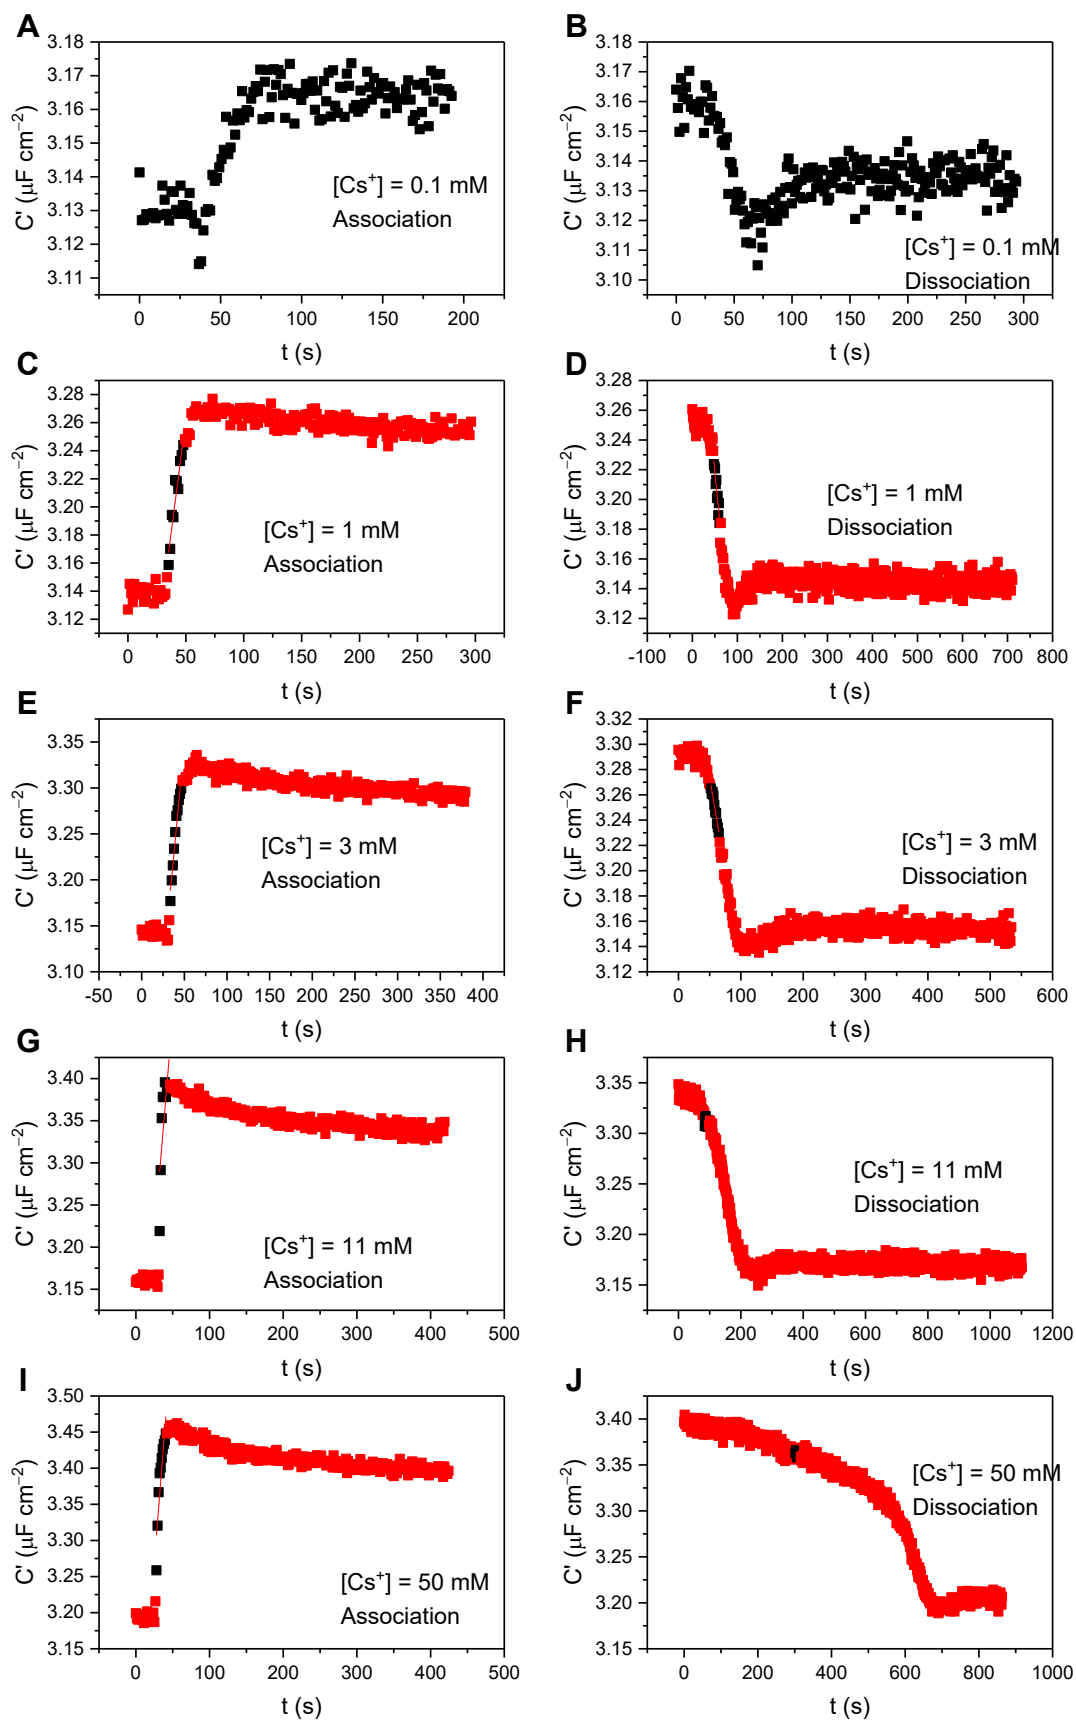 A
3.18
3.17
3.16
3.15
3.14
3.13
3.12
3.11
C' (μF cm⁻²)
[Cs⁺] = 0.1 mM
Association
0 50 100 150 200
t (s)
B
3.18
3.17
3.16
3.15
3.14
3.13
3.12
3.11
3.10
C' (μF cm⁻²)
[Cs⁺] = 0.1 mM
Dissociation
0 50 100 150 200 250 300
t (s)
C
3.28
3.26
3.24
3.22
3.20
3.18
3.16
3.14
3.12
C' (μF cm⁻²)
[Cs⁺] = 1 mM
Association
0 50 100 150 200 250 300
t (s)
D
3.28
3.26
3.24
3.22
3.20
3.18
3.16
3.14
3.12
C' (μF cm⁻²)
[Cs⁺] = 1 mM
Dissociation
-100 0 100 200 300 400 500 600 700 800
t (s)
E
3.35
3.30
3.25
3.20
3.15
3.10
C' (μF cm⁻²)
[Cs⁺] = 3 mM
Association
-50 0 50 100 150 200 250 300 350 400
t (s)
F
3.32
3.30
3.28
3.26
3.24
3.22
3.20
3.18
3.16
3.14
3.12
C' (μF cm⁻²)
[Cs⁺] = 3 mM
Dissociation
0 100 200 300 400 500 600
t (s)
G
3.40
3.35
3.30
3.25
3.20
3.15
C' (μF cm⁻²)
[Cs⁺] = 11 mM
Association
0 100 200 300 400 500
t (s)
H
3.35
3.30
3.25
3.20
3.15
C' (μF cm⁻²)
[Cs⁺] = 11 mM
Dissociation
0 200 400 600 800 1000 1200
t (s)
I
3.50
3.45
3.40
3.35
3.30
3.25
3.20
3.15
C' (μF cm⁻²)
[Cs⁺] = 50 mM
Association
0 100 200 300 400 500
t (s)
J
3.40
3.35
3.30
3.25
3.20
3.15
C' (μF cm⁻²)
[Cs⁺] = 50 mM
Dissociation
0 200 400 600 800 1000
t (s)